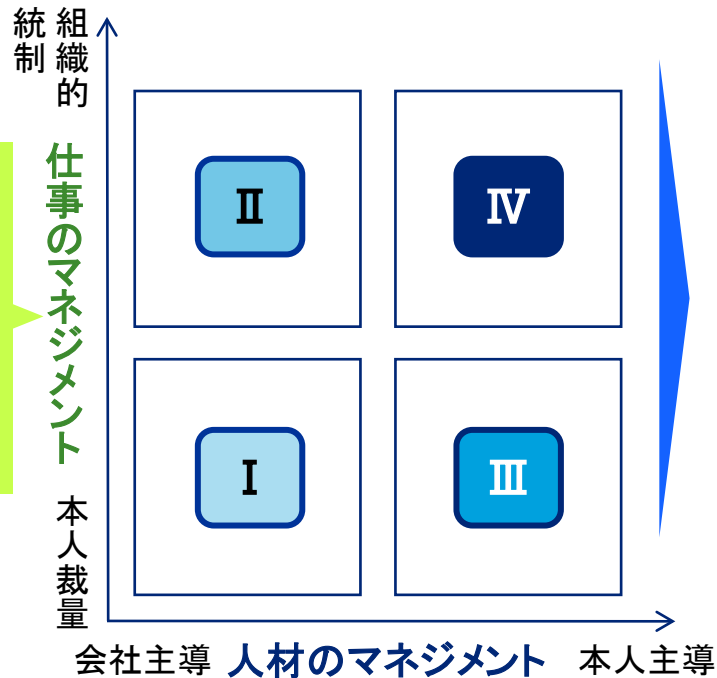 組織的
統制
仕事のマネジメント
本人裁量
Ⅱ
Ⅳ
Ⅰ
Ⅲ
会社主導
人材のマネジメント
本人主導